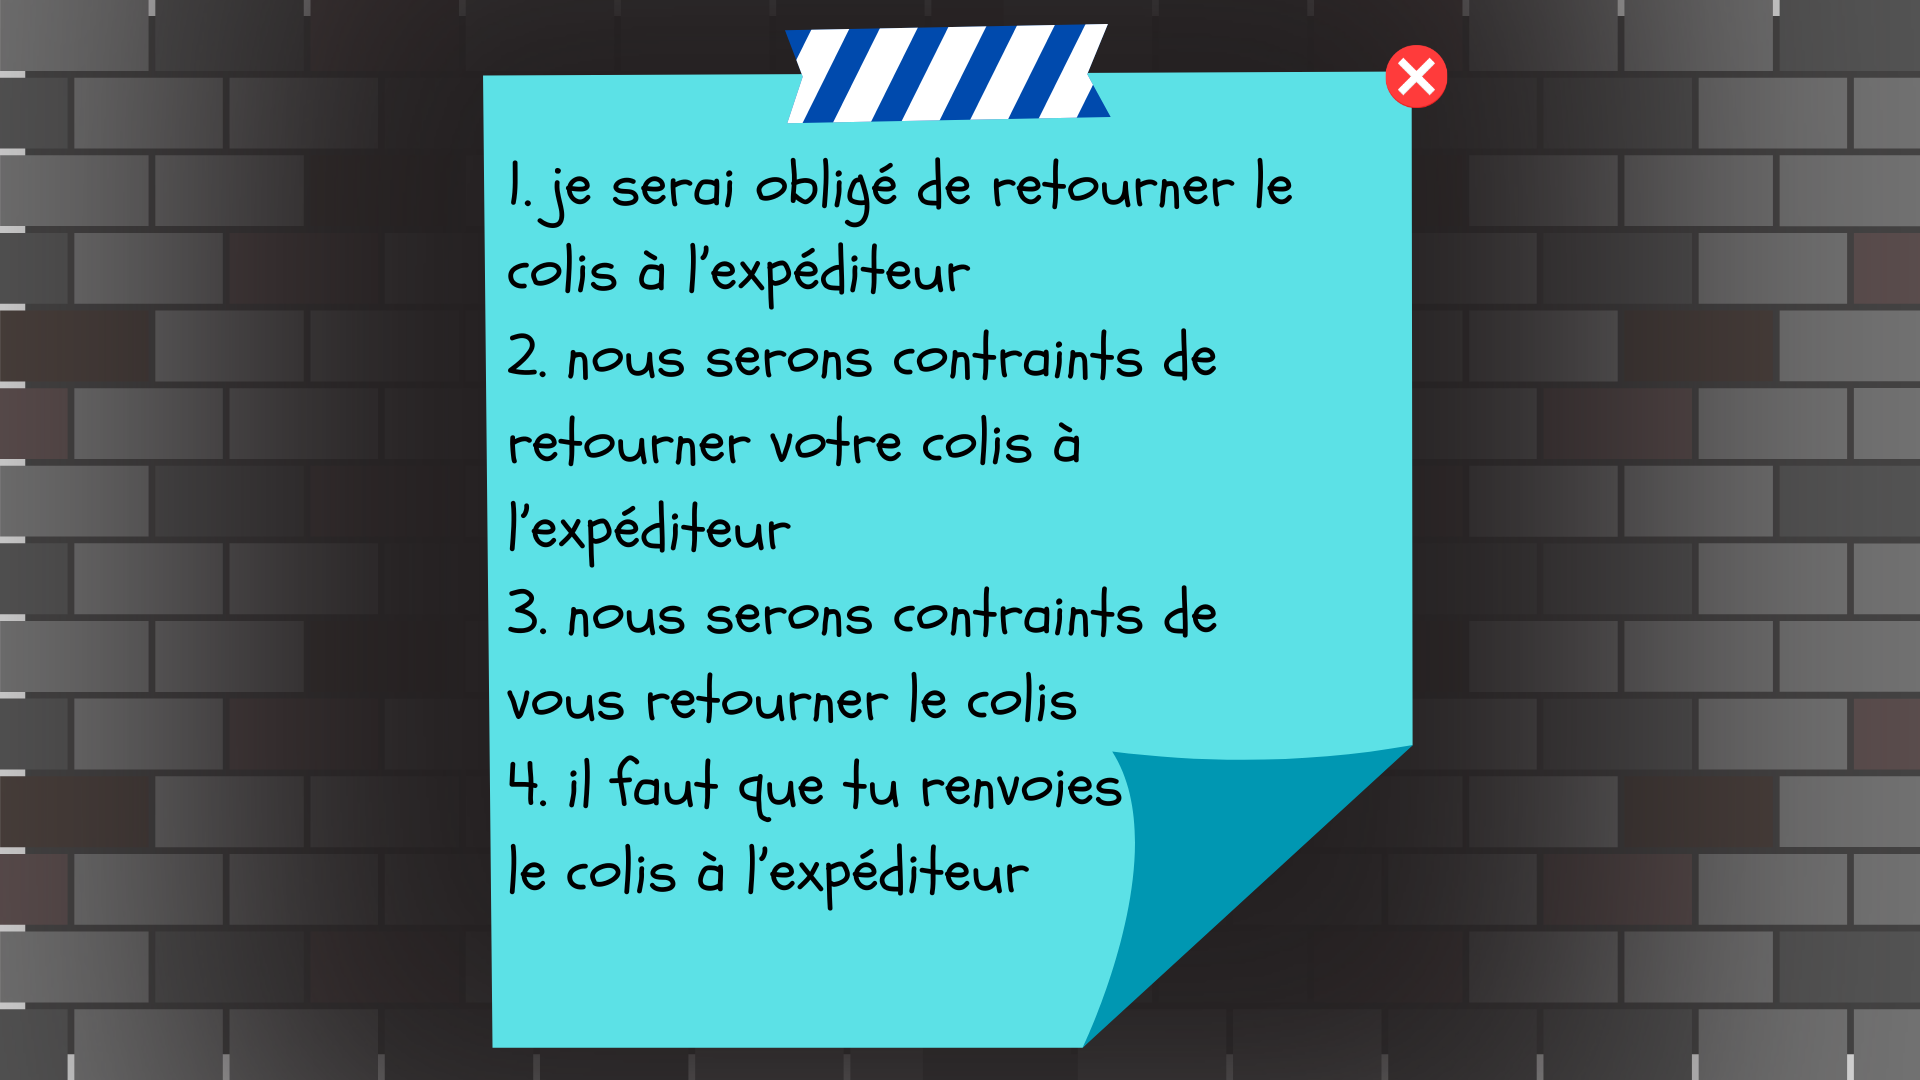 1. je serai obligé de retourner le
colis à l'expéditeur
2. nous serons contraints de
retourner votre colis à
l'expéditeur
3. nous serons contraints de
vous retourner le colis
4. il faut que tu renvoies
le colis à l'expéditeur